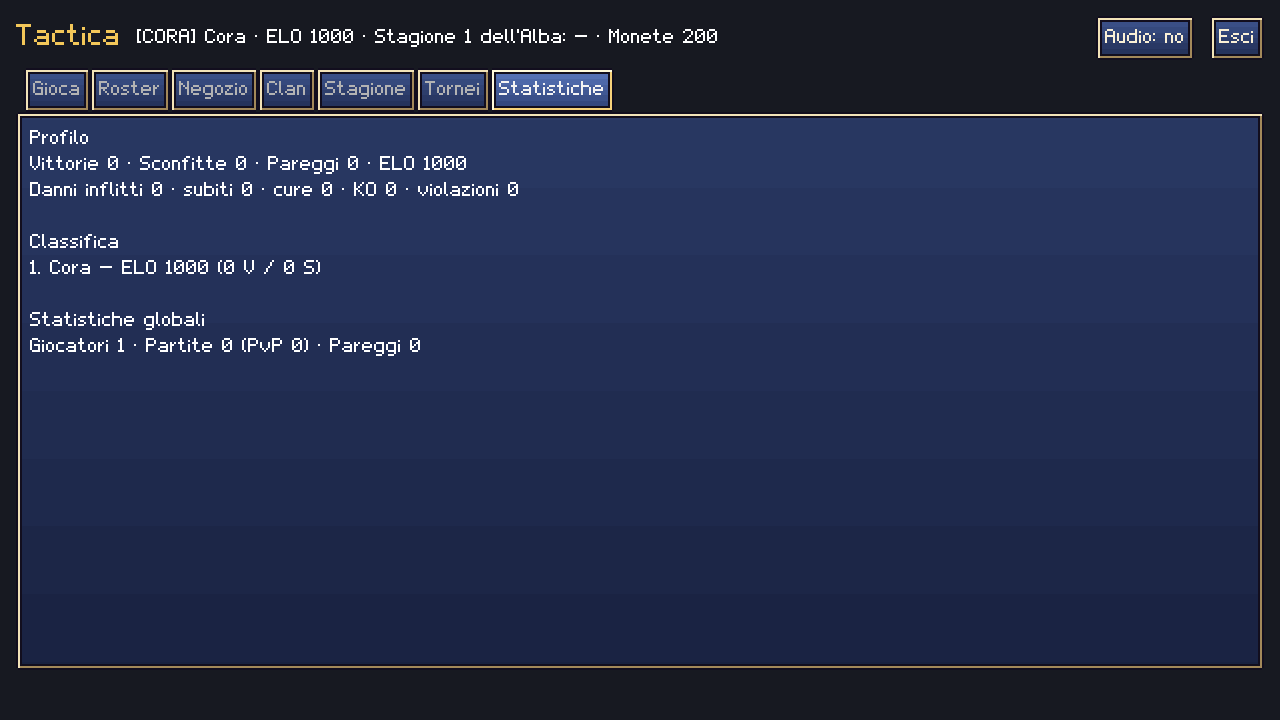 Tactica [CORA] Cora · ELO 1000 · Stagione 1 dell'Alba: — · Monete 200 Audio: no Esci
Gioca Roster Negozio Clan Stagione Tornei Statistiche
Profilo
Vittorie 0 · Sconfitte 0 · Pareggi 0 · ELO 1000
Danni inflitti 0 · subiti 0 · cure 0 · KO 0 · violazioni 0
Classifica
1. Cora — ELO 1000 (0 V / 0 S)
Statistiche globali
Giocatori 1 · Partite 0 (PvP 0) · Pareggi 0